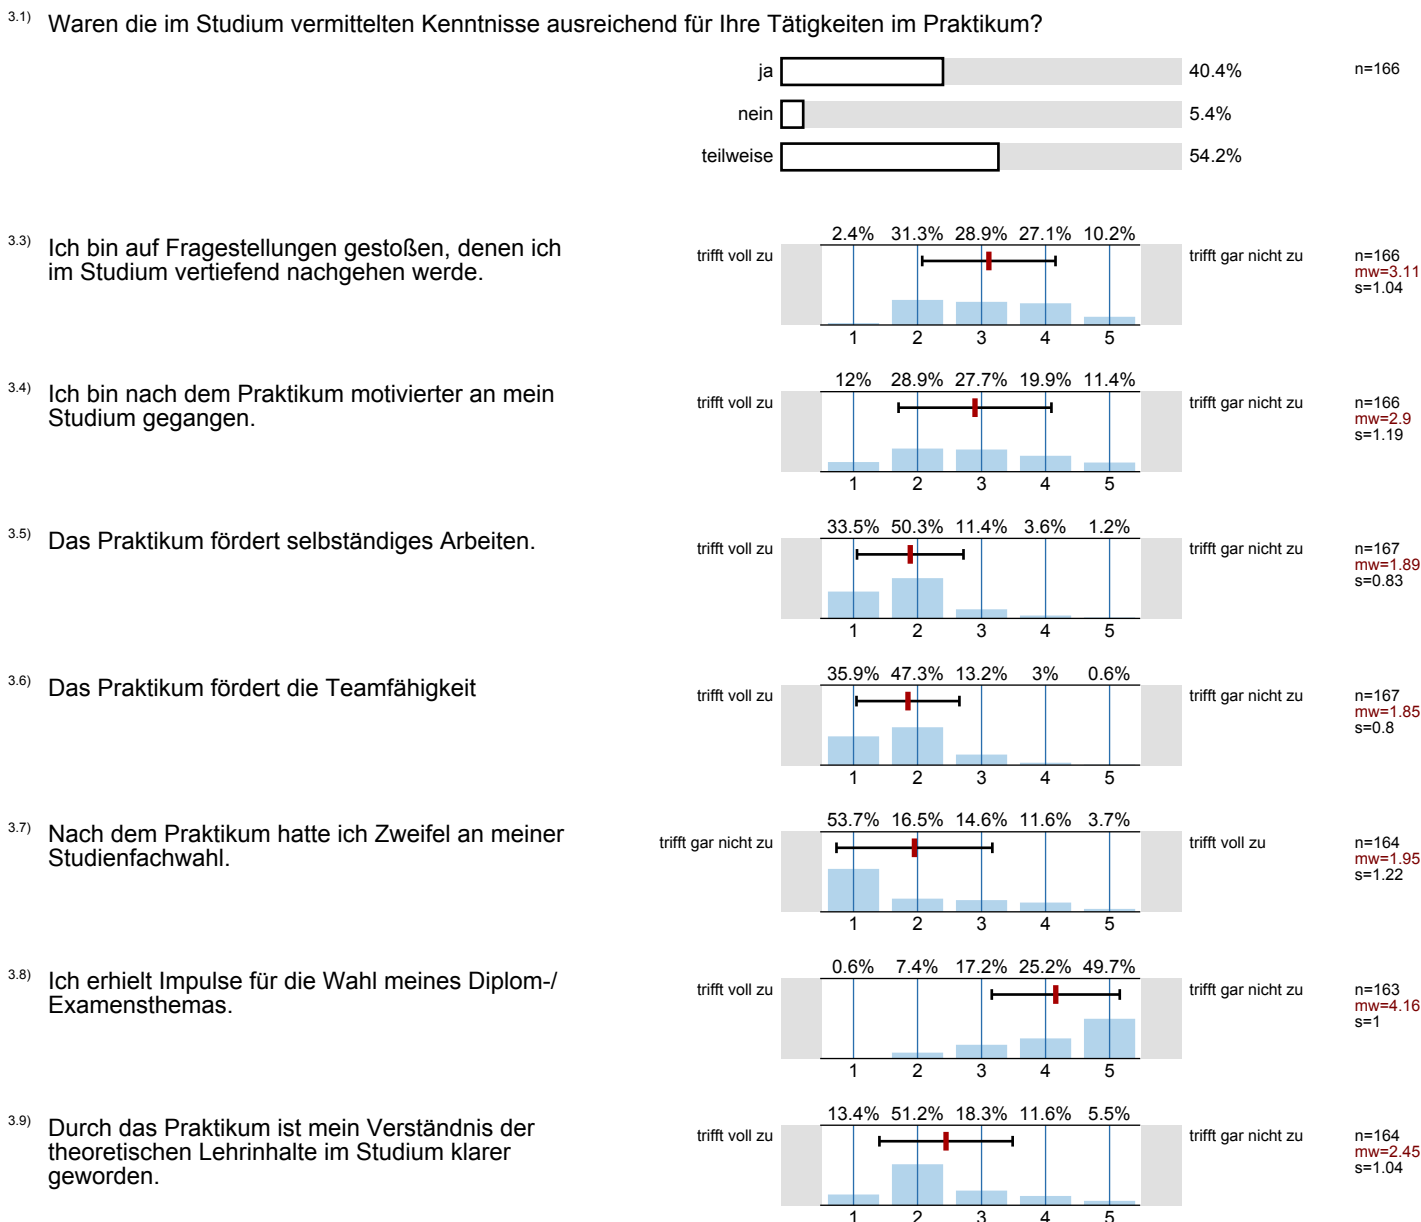 3.1) Waren die im Studium vermittelten Kenntnisse ausreichend für Ihre Tätigkeiten im Praktikum?
ja 40.4% n=166
nein 5.4%
teilweise 54.2%
3.3) Ich bin auf Fragestellungen gestoßen, denen ich
im Studium vertiefend nachgehen werde.
2.4% 31.3% 28.9% 27.1% 10.2%
trifft voll zu trifft gar nicht zu
n=166
mw=3.11
s=1.04
1 2 3 4 5
3.4) Ich bin nach dem Praktikum motivierter an mein
Studium gegangen.
12% 28.9% 27.7% 19.9% 11.4%
trifft voll zu trifft gar nicht zu
n=166
mw=2.9
s=1.19
1 2 3 4 5
3.5) Das Praktikum fördert selbständiges Arbeiten.
33.5% 50.3% 11.4% 3.6% 1.2%
trifft voll zu trifft gar nicht zu
n=167
mw=1.89
s=0.83
1 2 3 4 5
3.6) Das Praktikum fördert die Teamfähigkeit
35.9% 47.3% 13.2% 3% 0.6%
trifft voll zu trifft gar nicht zu
n=167
mw=1.85
s=0.8
1 2 3 4 5
3.7) Nach dem Praktikum hatte ich Zweifel an meiner
Studienfachwahl.
53.7% 16.5% 14.6% 11.6% 3.7%
trifft gar nicht zu trifft voll zu
n=164
mw=1.95
s=1.22
1 2 3 4 5
3.8) Ich erhielt Impulse für die Wahl meines Diplom-/
Examensthemas.
0.6% 7.4% 17.2% 25.2% 49.7%
trifft voll zu trifft gar nicht zu
n=163
mw=4.16
s=1
1 2 3 4 5
3.9) Durch das Praktikum ist mein Verständnis der
theoretischen Lehrinhalte im Studium klarer
geworden.
13.4% 51.2% 18.3% 11.6% 5.5%
trifft voll zu trifft gar nicht zu
n=164
mw=2.45
s=1.04
1 2 3 4 5